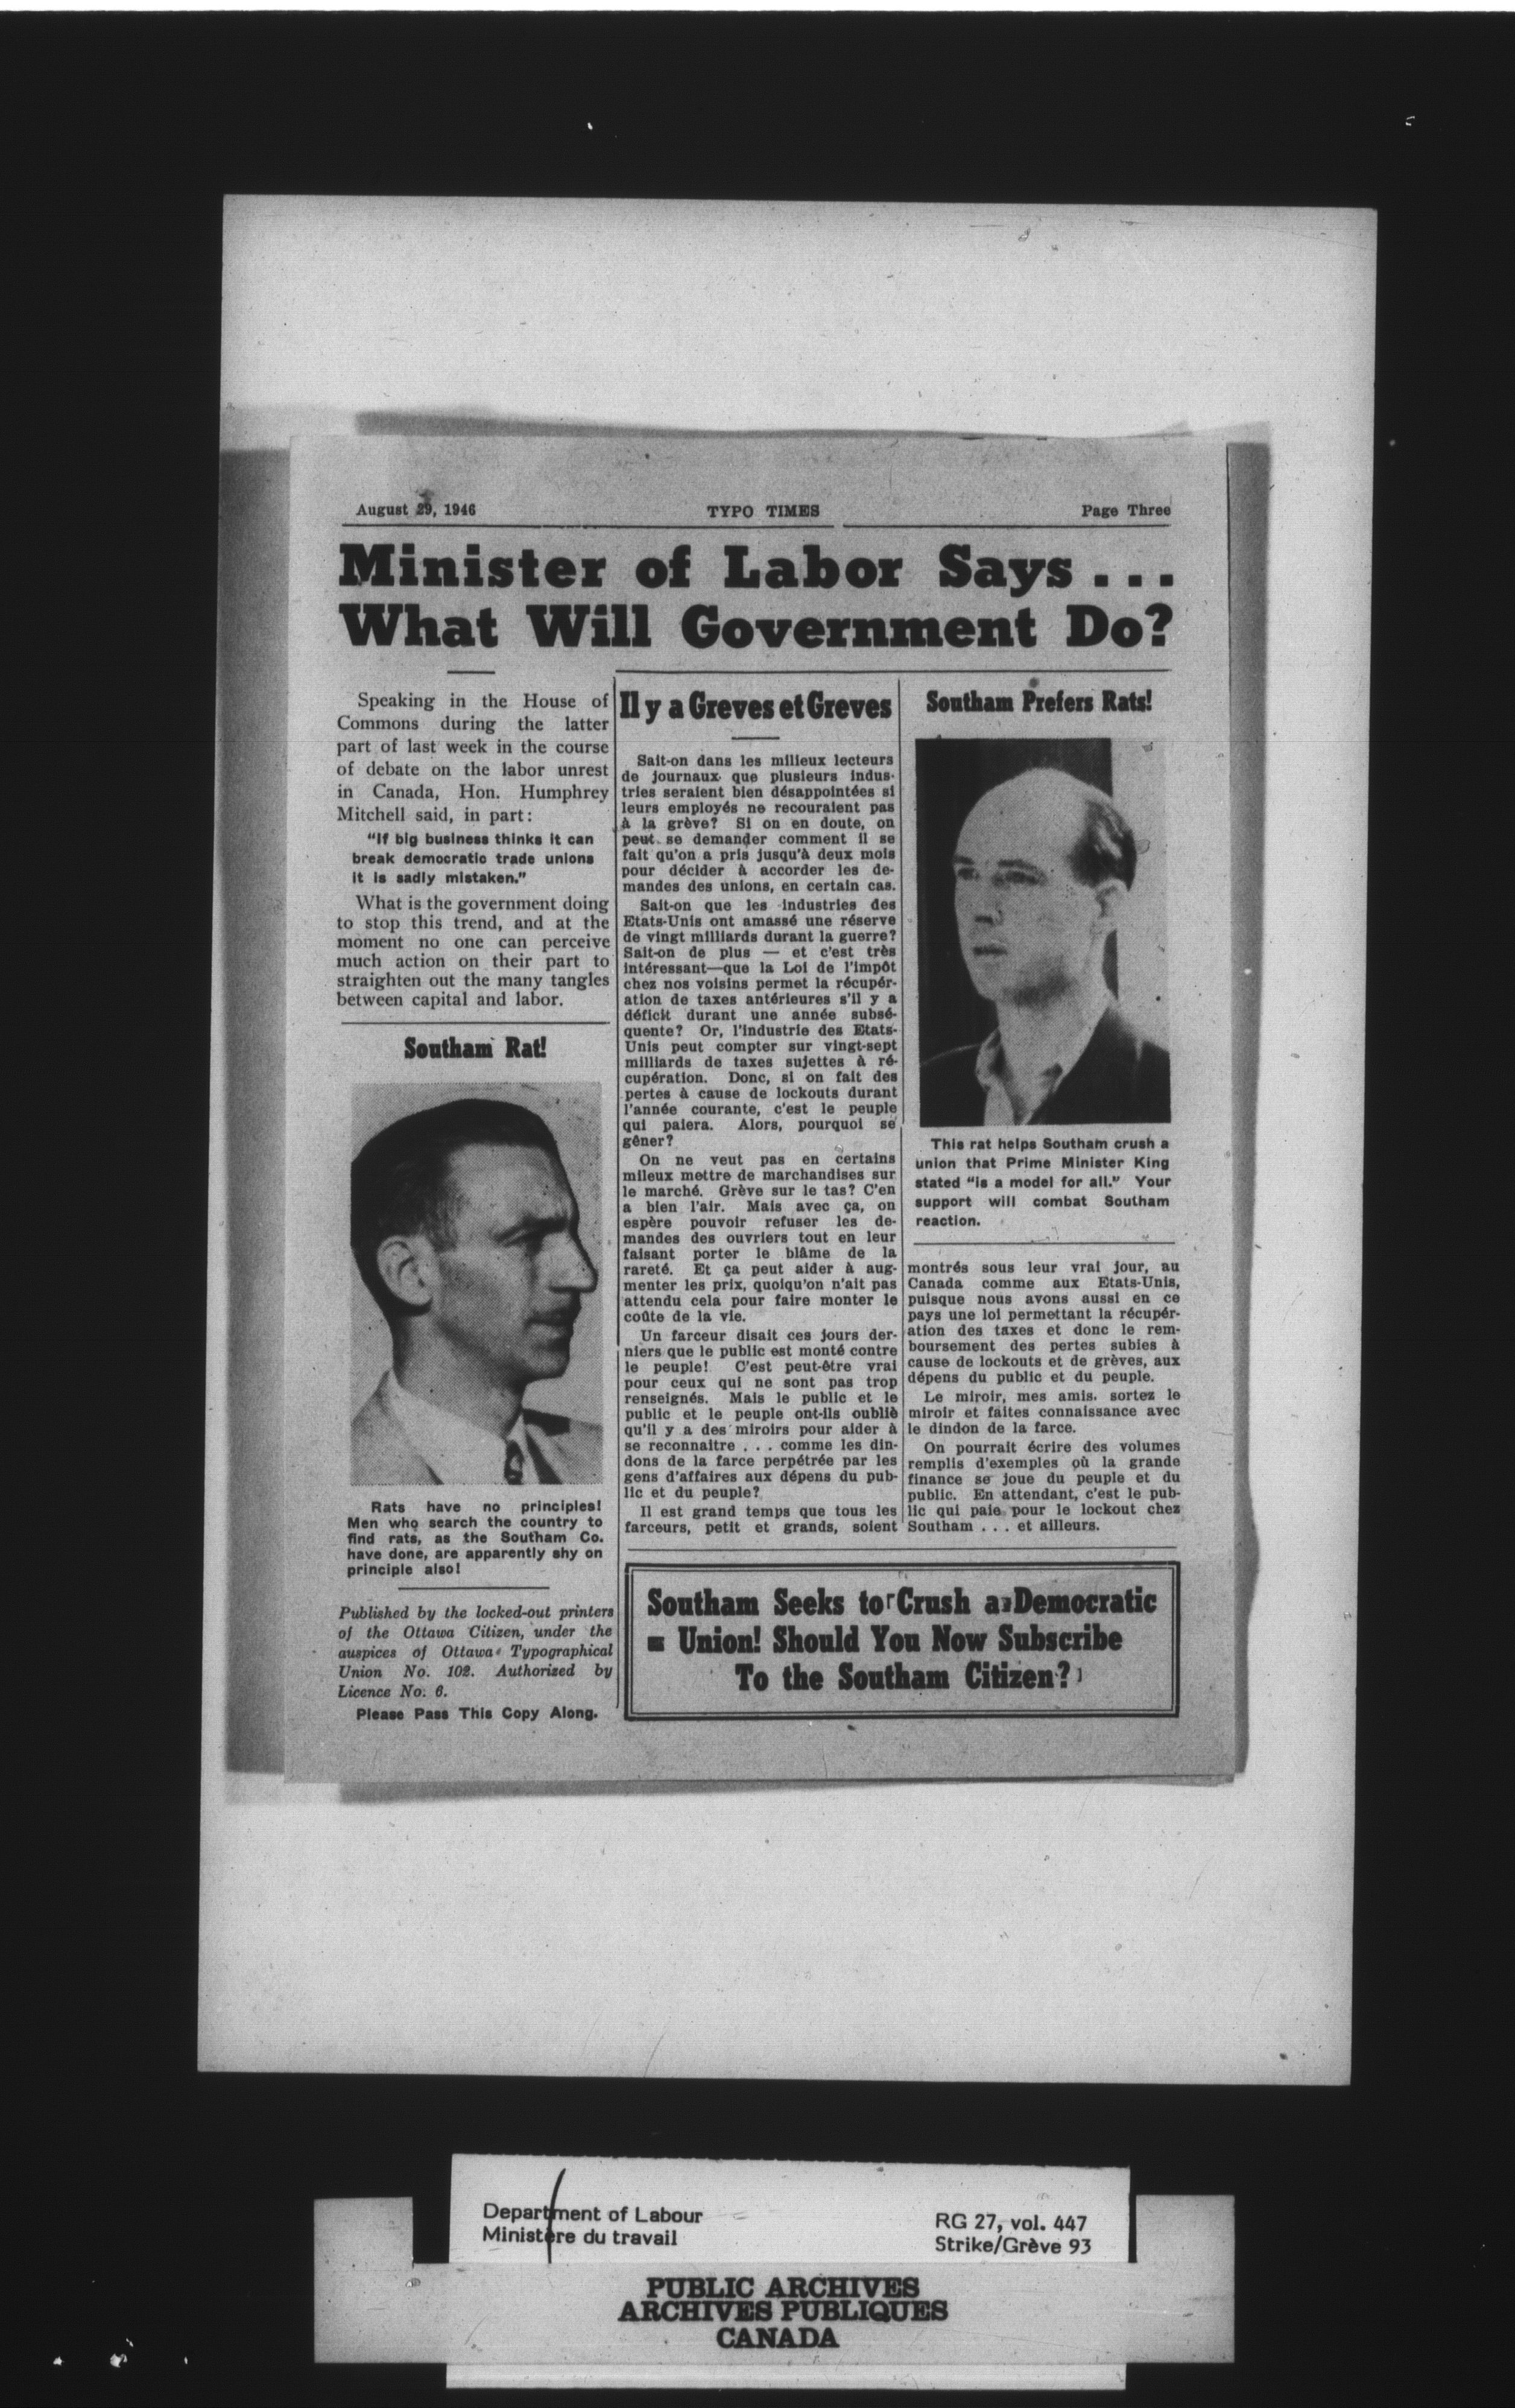 August 29, 1946
TYPO TIMES
Page Three
Minister of Labor Says . . .
What Will Government Do?
Speaking in the House of
Commons during the latter
part of last week in the course
of debate on the labor unrest
in Canada, Hon. Humphrey
Mitchell said, in part:
"If big business thinks it can
break democratic trade unions
it is sadly mistaken."
What is the government doing
to stop this trend, and at the
moment no one can perceive
much action on their part to
straighten out the many tangles
between capital and labor.
Southam Rat!
Rats have no principles!
Men who search the country to
find rats, as the Southam Co.
have done, are apparently shy on
principle also!
Published by the locked-out printers
of the Ottawa Citizen, under the
auspices of Ottawa Typographical
Union No. 102. Authorized by
Licence No. 6.
Please Pass This Copy Along.
Il y a Greves et Greves
Sait-on dans les milieux lecteurs
de journaux que plusieurs indus-
tries seraient bien désappointées si
leurs employés ne recouraient pas
à la grève? Si on en doute, on
peut se demander comment il se
fait qu'on a pris jusqu'à deux mois
pour décider à accorder les de-
mandes des unions, en certain cas.
Sait-on que les industries des
Etats-Unis ont amassé une réserve
de vingt milliards durant la guerre?
Sait-on de plus — et c'est très
intéressant—que la Loi de l'impôt
chez nos voisins permet la récupér-
ation de taxes antérieures s'il y a
déficit durant une année subsé-
quente? Or, l'industrie des Etats-
Unis peut compter sur vingt-sept
milliards de taxes sujettes à ré-
cupération. Donc, si on fait des
pertes à cause de lockouts durant
l'année courante, c'est le peuple
qui paiera. Alors, pourquoi se
gêner?
On ne veut pas en certains
mileux mettre de marchandises sur
le marché. Grève sur le tas? C'en
a bien l'air. Mais avec ça, on
espère pouvoir refuser les de-
mandes des ouvriers tout en leur
faisant porter le blâme de la
rareté. Et ça peut aider à aug-
menter les prix, quoiqu'on n'ait pas
attendu cela pour faire monter le
coûte de la vie.
Un farceur disait ces jours der-
niers que le public est monté contre
le peuple! C'est peut-être vrai
pour ceux qui ne sont pas trop
renseignés. Mais le public et le
public et le peuple ont-ils oubliè
qu'il y a des miroirs pour aider à
se reconnaitre . . . comme les din-
dons de la farce perpétrée par les
gens d'affaires aux dépens du pub-
lic et du peuple?
Il est grand temps que tous les
farceurs, petit et grands, soient
Southam Prefers Rats!
This rat helps Southam crush a
union that Prime Minister King
stated "is a model for all." Your
support will combat Southam
reaction.
montrés sous leur vrai jour, au
Canada comme aux Etats-Unis,
puisque nous avons aussi en ce
pays une loi permettant la récupér-
ation des taxes et donc le rem-
boursement des pertes subies à
cause de lockouts et de grèves, aux
dépens du public et du peuple.
Le miroir, mes amis. sortez le
miroir et faites connaissance avec
le dindon de la farce.
On pourrait écrire des volumes
remplis d'exemples où la grande
finance se joue du peuple et du
public. En attendant, c'est le pub-
lic qui paie pour le lockout chez
Southam . . . et ailleurs.
Southam Seeks to Crush a Democratic
Union! Should You Now Subscribe
To the Southam Citizen?
Department of Labour
Ministère du travail
RG 27, vol. 447
Strike/Grève 93
PUBLIC ARCHIVES
ARCHIVES PUBLIQUES
CANADA